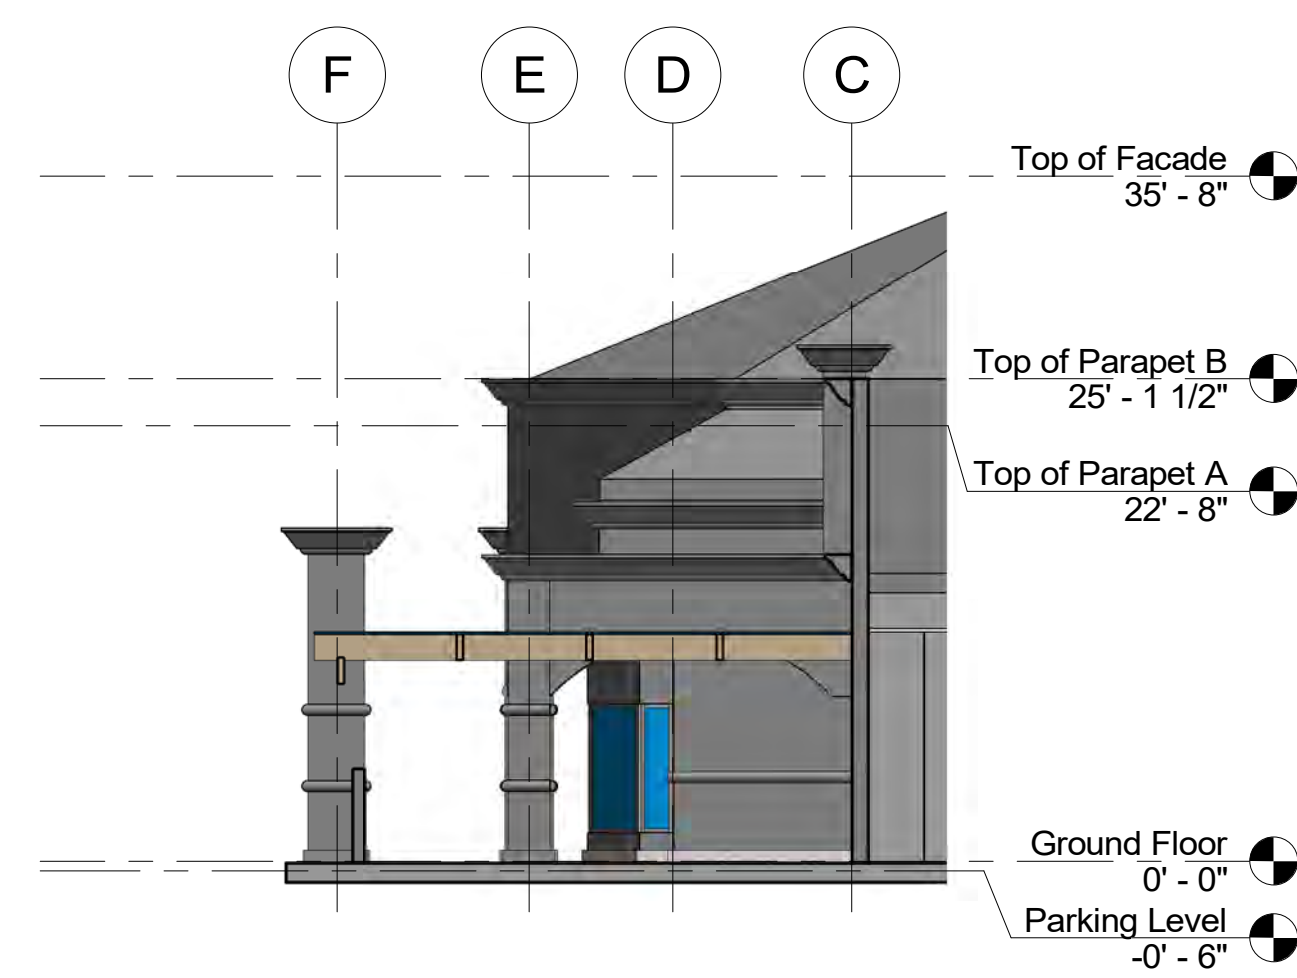 F E D C
Top of Facade
35' - 8"
Top of Parapet B
25' - 1 1/2"
Top of Parapet A
22' - 8"
Ground Floor
0' - 0"
Parking Level
-0' - 6"